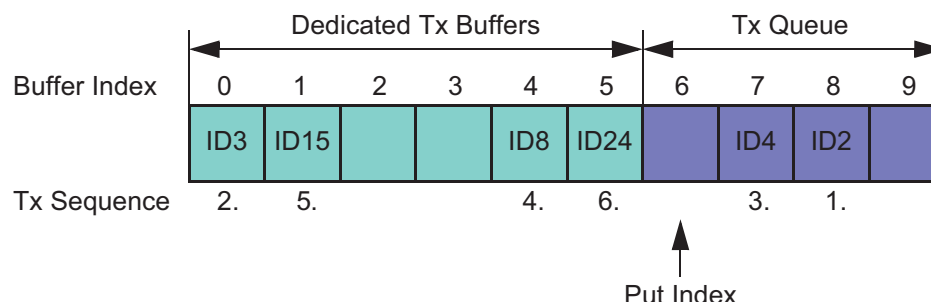 Dedicated Tx Buffers Tx Queue
Buffer Index 0 1 2 3 4 5 6 7 8 9
ID3 ID15 ID8 ID24 ID4 ID2
Tx Sequence 2. 5. 4. 6. 3. 1.
Put Index